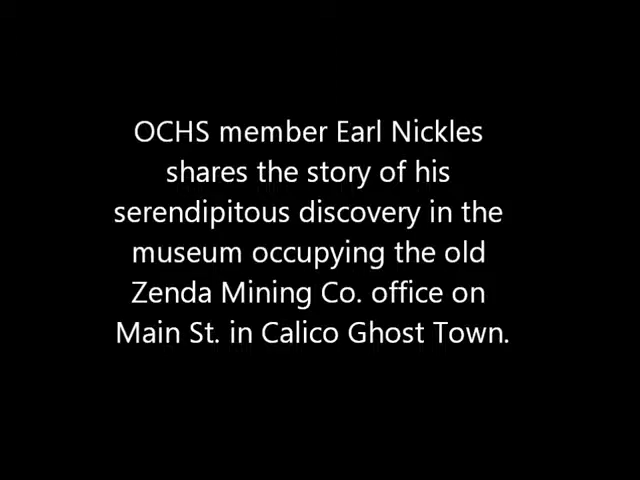 OCHS member Earl Nickles
shares the story of his
serendipitous discovery in the
museum occupying the old
Zenda Mining Co. office on
Main St. in Calico Ghost Town.